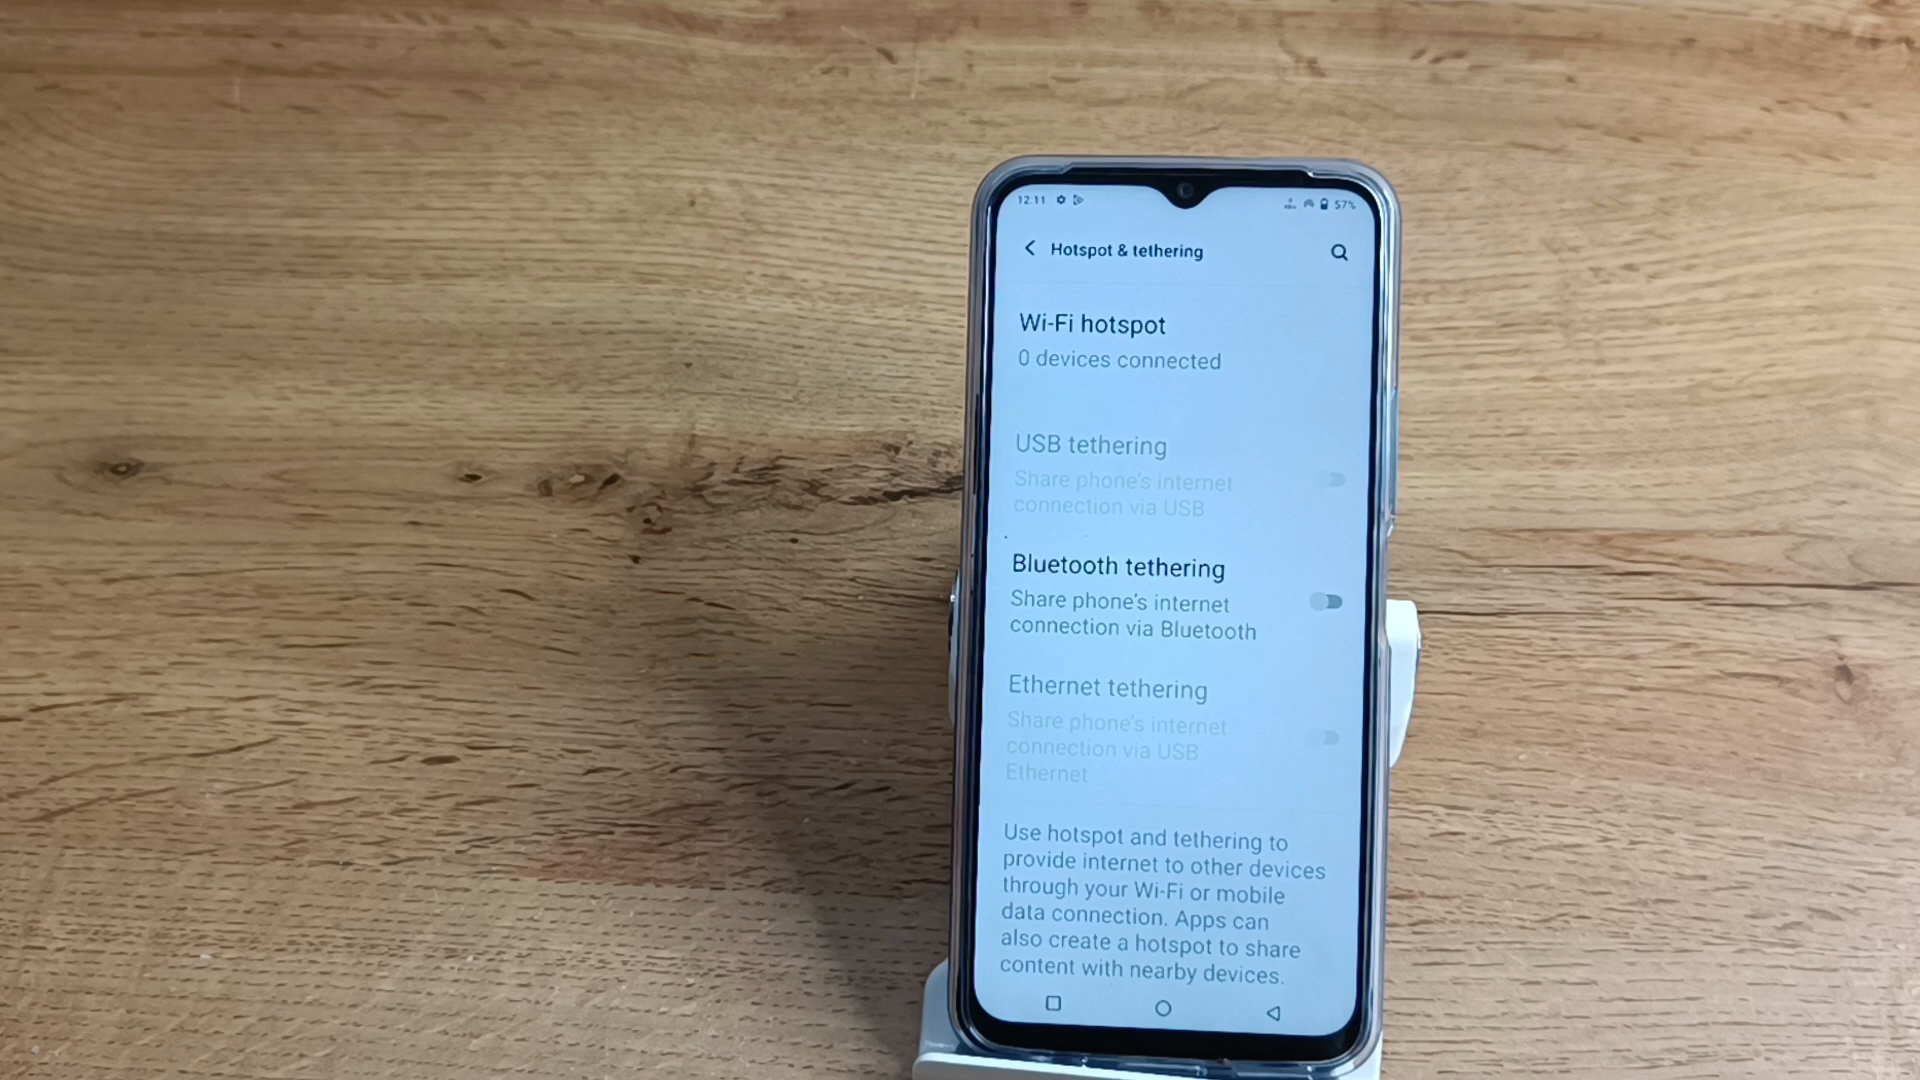 12:11
57%
Hotspot & tethering
Wi-Fi hotspot
0 devices connected
USB tethering
Share phone's internet
connection via USB
Bluetooth tethering
Share phone's internet
connection via Bluetooth
Ethernet tethering
Share phone's internet
connection via USB
Ethernet
Use hotspot and tethering to
provide internet to other devices
through your Wi-Fi or mobile
data connection. Apps can
also create a hotspot to share
content with nearby devices.